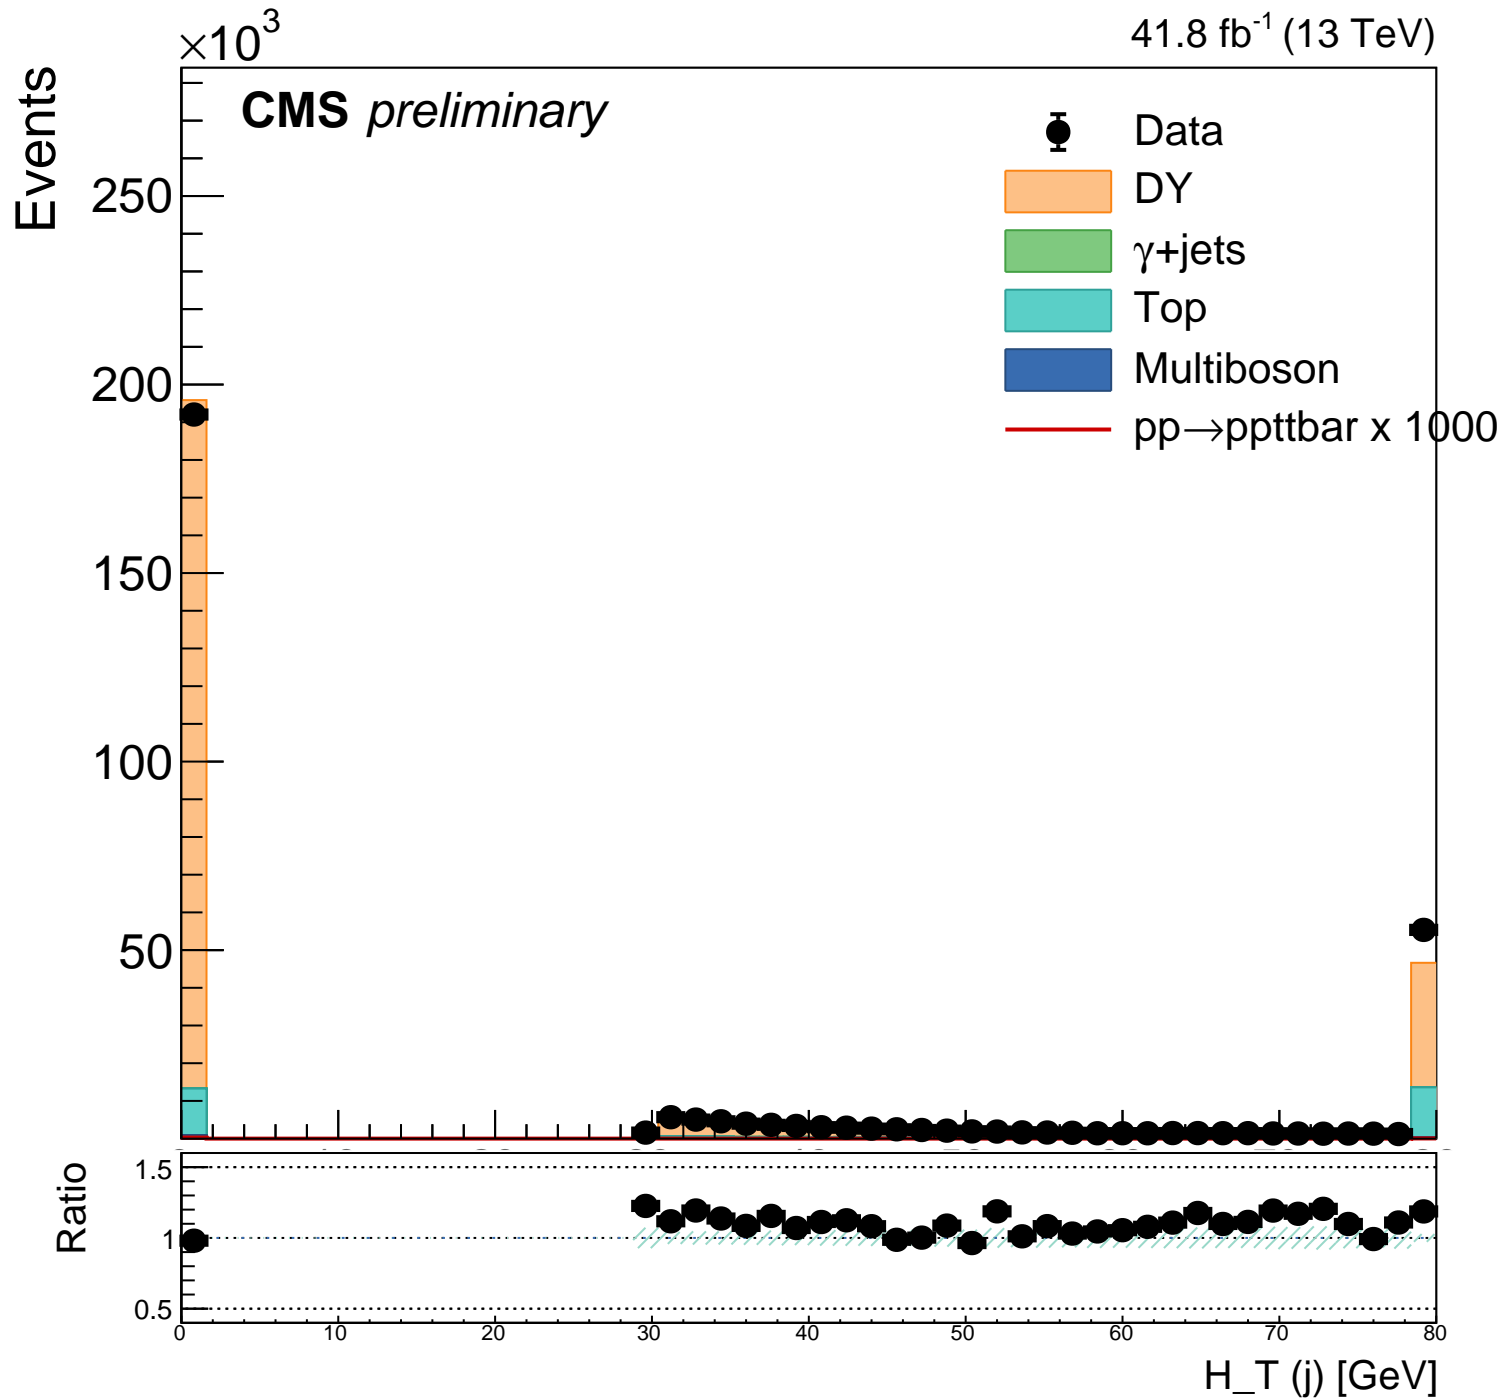 ×10³
41.8 fb⁻¹ (13 TeV)
Events
CMS preliminary
Data
DY
γ+jets
Top
Multiboson
pp→ppttbar x 1000
250
200
150
100
50
Ratio
1.5
1
0.5
0 10 20 30 40 50 60 70 80
H_T (j) [GeV]